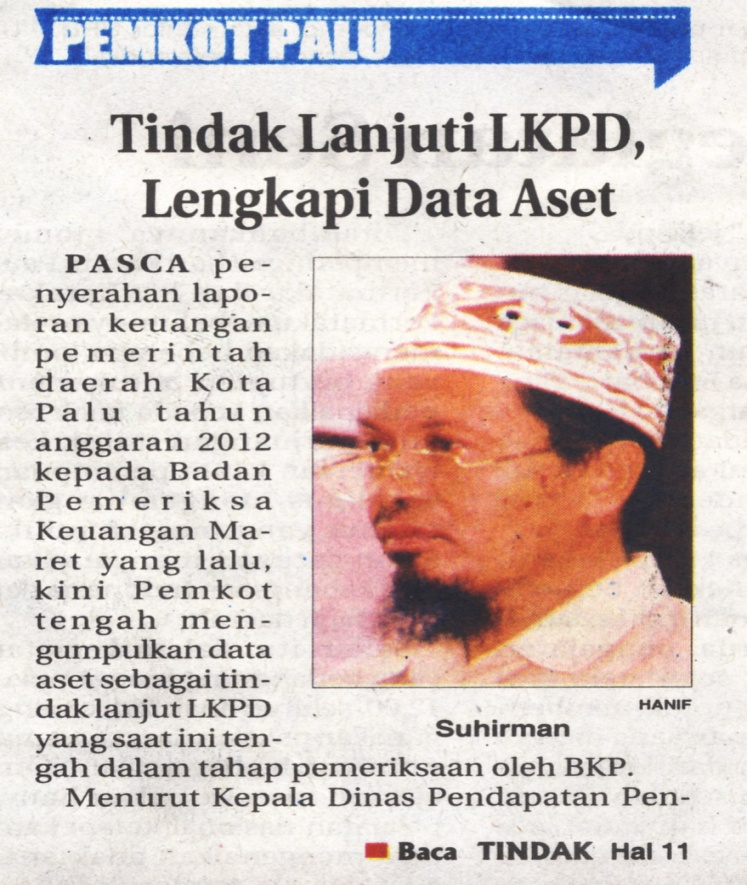 PEMKOT PALU
Tindak Lanjuti LKPD,
Lengkapi Data Aset
PASCA pe-
nyerahan lapo-
ran keuangan
pemerintah
daerah Kota
Palu tahun
anggaran 2012
kepada Badan
Pemeriksa
Keuangan Ma-
ret yang lalu,
kini Pemkot
tengah men-
gumpulkan data
aset sebagai tin-
dak lanjut LKPD
yang saat ini ten-
gah dalam tahap pemeriksaan oleh BKP.
Menurut Kepala Dinas Pendapatan Pen-
HANIF
Suhirman
Baca TINDAK Hal 11